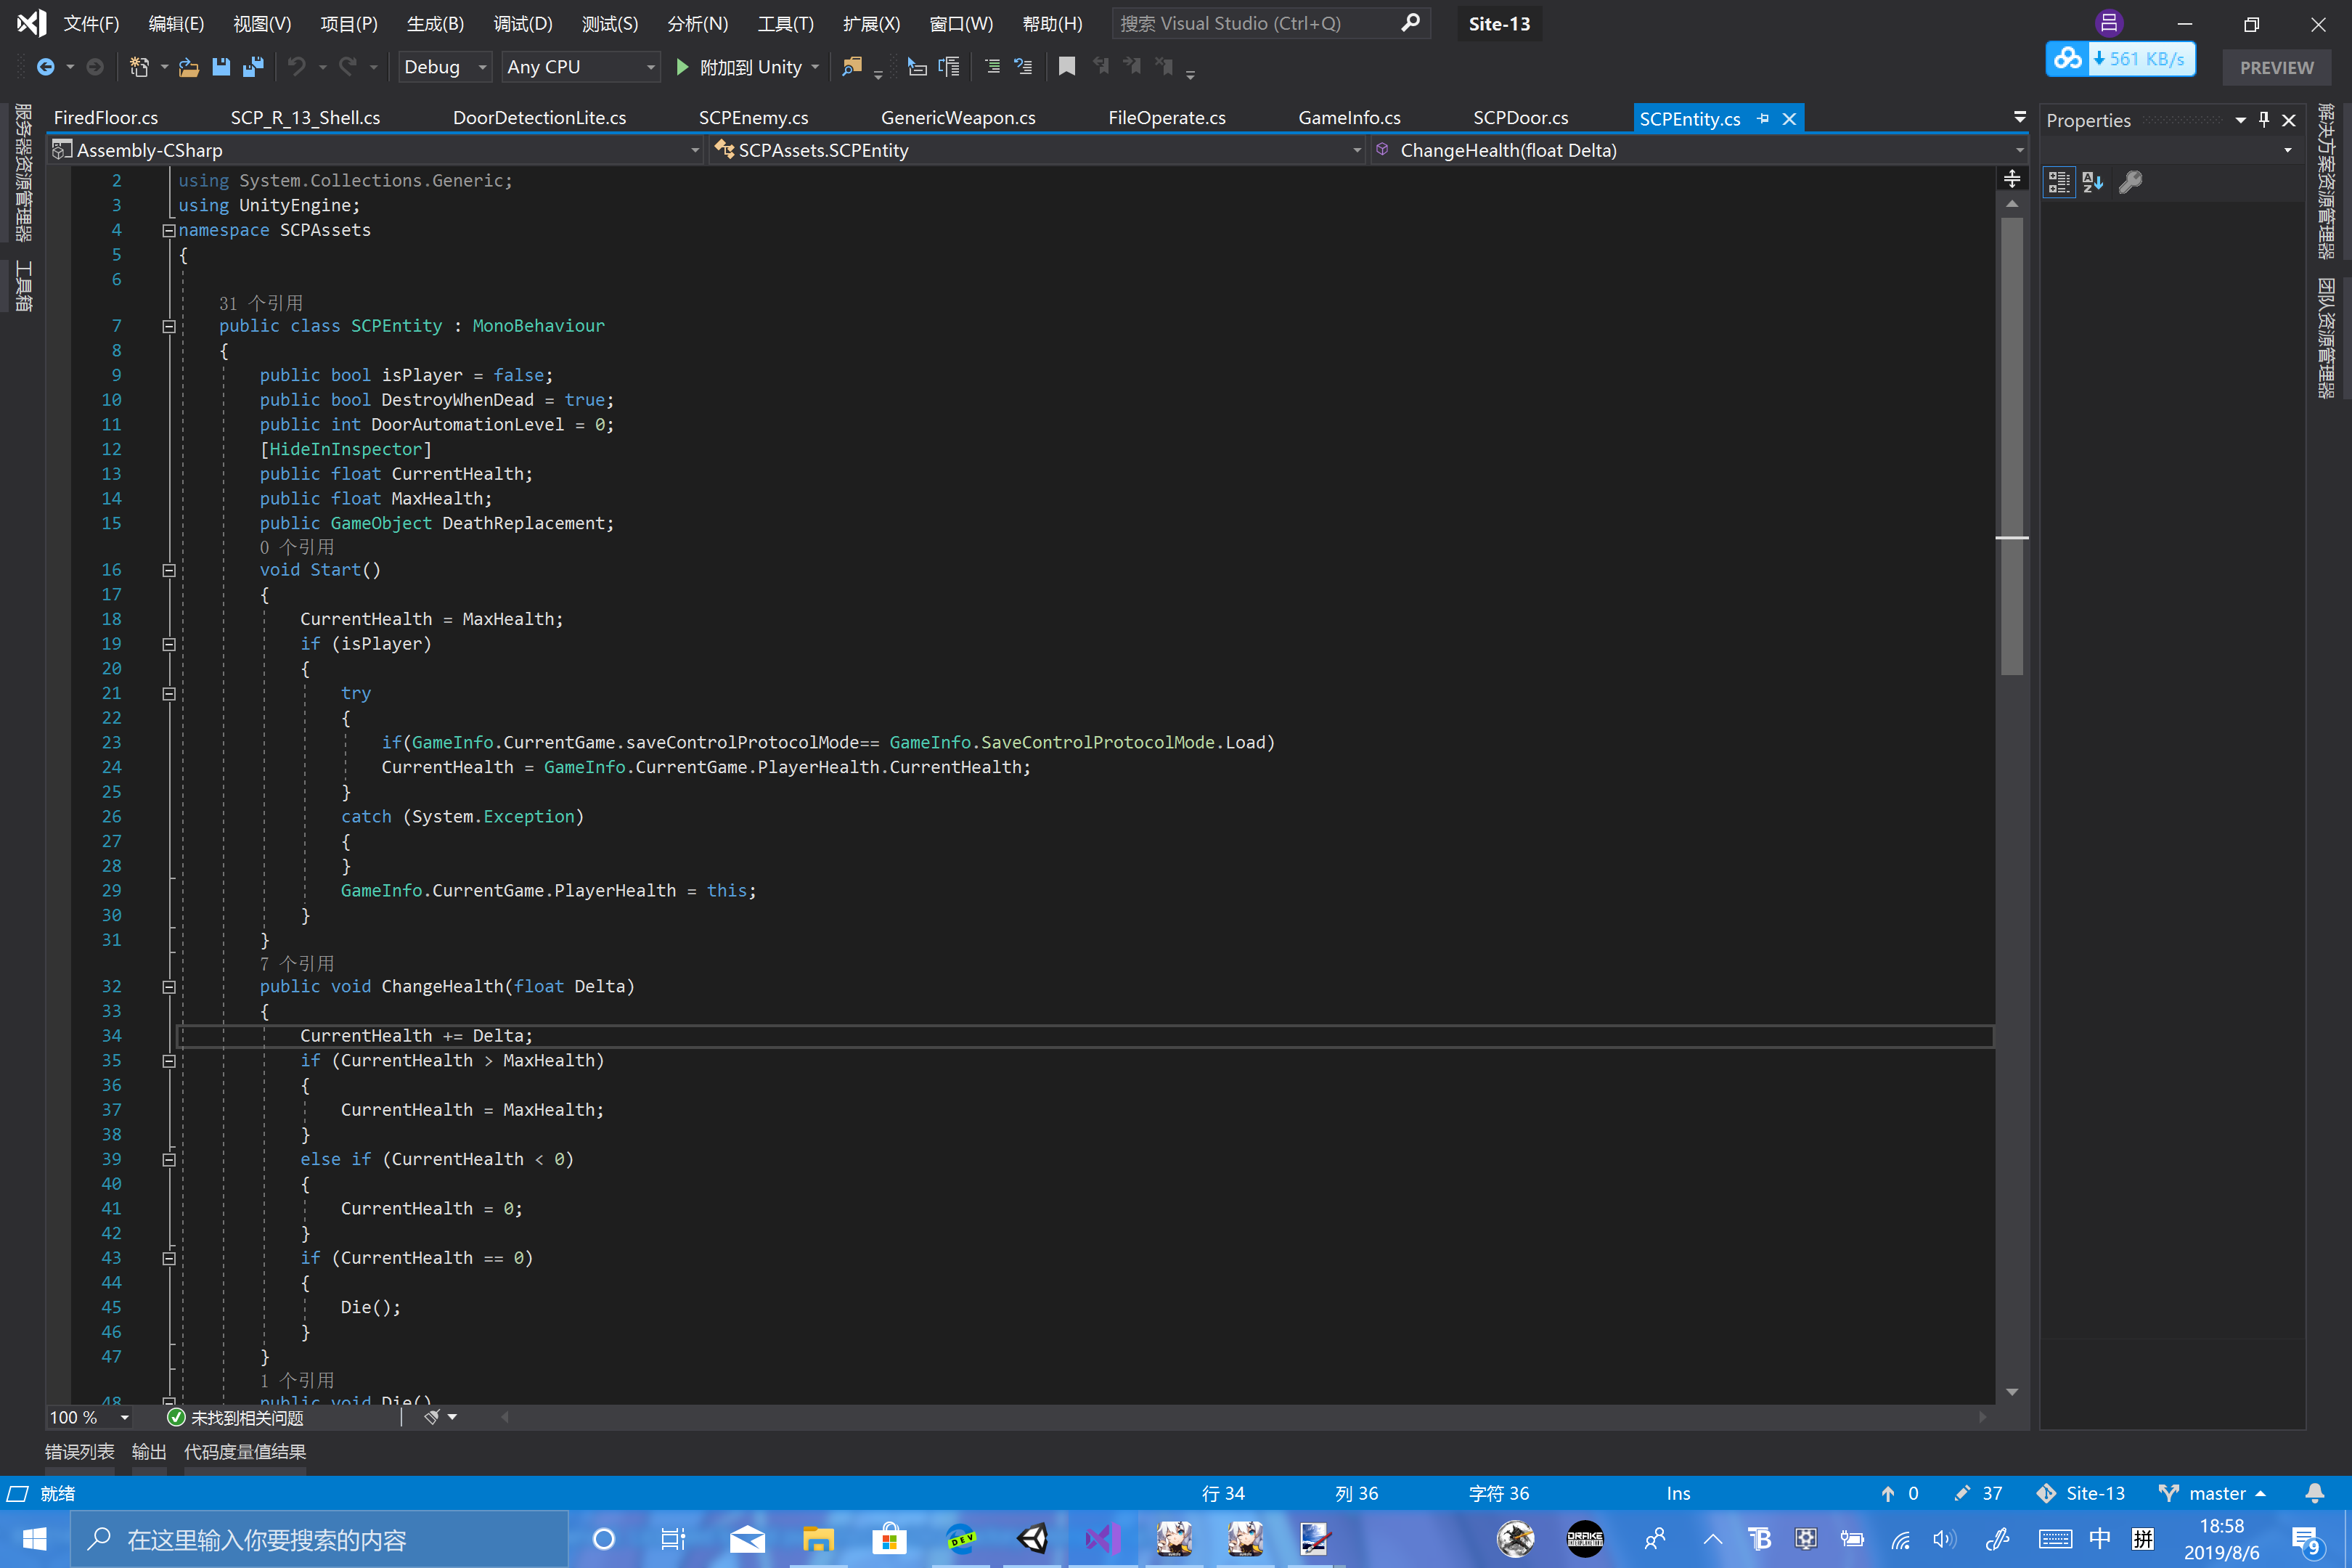 文件(F) 编辑(E) 视图(V) 项目(P) 生成(B) 调试(D) 测试(S) 分析(N) 工具(T) 扩展(X) 窗口(W) 帮助(H) 搜索 Visual Studio (Ctrl+Q) Site-13 吕
Debug Any CPU 附加到 Unity 561 KB/s PREVIEW
服务器资源管理器
工具箱
FiredFloor.cs SCP_R_13_Shell.cs DoorDetectionLite.cs SCPEnemy.cs GenericWeapon.cs FileOperate.cs GameInfo.cs SCPDoor.cs SCPEntity.cs
Assembly-CSharp SCPAssets.SCPEntity ChangeHealth(float Delta)
2 using System.Collections.Generic;
3 using UnityEngine;
4 namespace SCPAssets
5 {
6
31 个引用
7 public class SCPEntity : MonoBehaviour
8 {
9 public bool isPlayer = false;
10 public bool DestroyWhenDead = true;
11 public int DoorAutomationLevel = 0;
12 [HideInInspector]
13 public float CurrentHealth;
14 public float MaxHealth;
15 public GameObject DeathReplacement;
0 个引用
16 void Start()
17 {
18 CurrentHealth = MaxHealth;
19 if (isPlayer)
20 {
21 try
22 {
23 if(GameInfo.CurrentGame.saveControlProtocolMode== GameInfo.SaveControlProtocolMode.Load)
24 CurrentHealth = GameInfo.CurrentGame.PlayerHealth.CurrentHealth;
25 }
26 catch (System.Exception)
27 {
28 }
29 GameInfo.CurrentGame.PlayerHealth = this;
30 }
31 }
7 个引用
32 public void ChangeHealth(float Delta)
33 {
34 CurrentHealth += Delta;
35 if (CurrentHealth > MaxHealth)
36 {
37 CurrentHealth = MaxHealth;
38 }
39 else if (CurrentHealth < 0)
40 {
41 CurrentHealth = 0;
42 }
43 if (CurrentHealth == 0)
44 {
45 Die();
46 }
47 }
1 个引用
48 public void Die()
Properties
解决方案资源管理器
团队资源管理器
100 % 未找到相关问题
错误列表 输出 代码度量值结果
就绪 行 34 列 36 字符 36 Ins 0 37 Site-13 master
在这里输入你要搜索的内容 DEV DRAKE 中 拼 18:58
2019/8/6 9